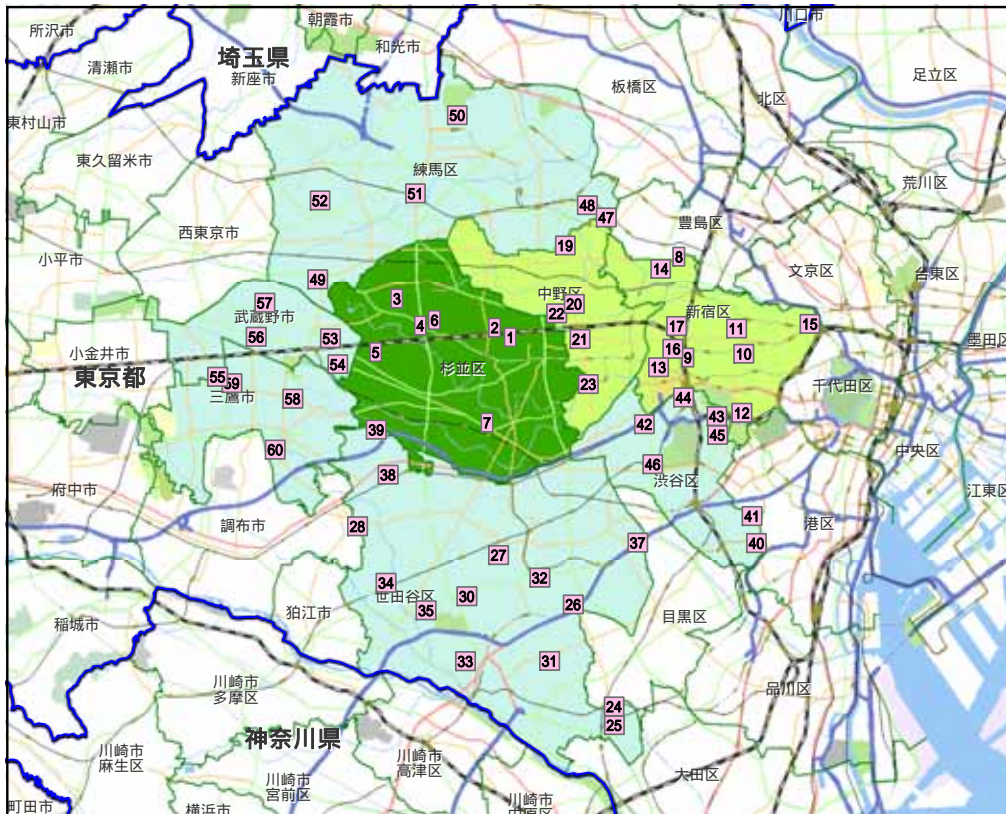 朝霞市
川口市
所沢市
和光市
埼玉県
清瀬市
新座市
足立区
板橋区
北区
50
東村山市
東久留米市
練馬区
荒川区
51
52
48
47
豊島区
西東京市
19
小平市
8
14
文京区
台東区
49
中野区
3
57
20
22
武蔵野市
6
新宿区
4
2
17
11
15
56
53
1
21
墨田区
小金井市
16
10
9
東京都
5
54
杉並区
13
55
59
23
千代田区
三鷹市
58
44
12
43
7
42
39
45
中央区
60
46
38
渋谷区
府中市
江東区
41
28
調布市
港区
37
40
27
34
32
30
世田谷区
26
35
狛江市
目黒区
稲城市
33
31
川崎市
多摩区
品川区
24
25
神奈川県
川崎市
麻生区
川崎市
高津区
大田区
川崎市
宮前区
町田市
横浜市
川崎市